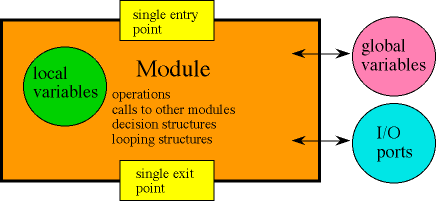 single entry
point
local
variables
Module
operations
calls to other modules
decision structures
looping structures
single exit
point
global
variables
I/O
ports